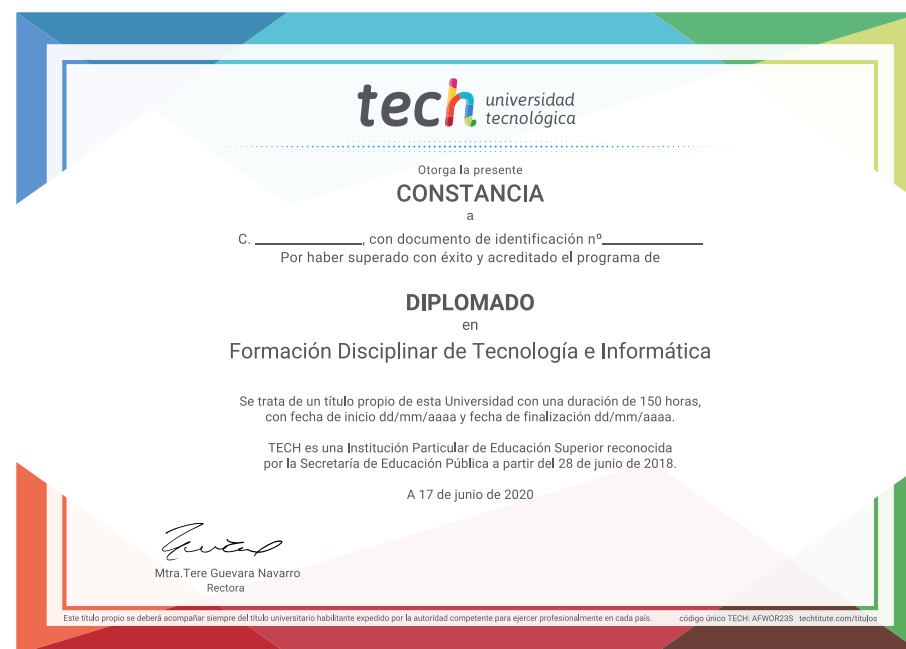 tech universidad
tecnológica
Otorga la presente
CONSTANCIA
a
C. ____________, con documento de identificación nº____________
Por haber superado con éxito y acreditado el programa de
DIPLOMADO
en
Formación Disciplinar de Tecnología e Informática
Se trata de un título propio de esta Universidad con una duración de 150 horas,
con fecha de inicio dd/mm/aaaa y fecha de finalización dd/mm/aaaa.
TECH es una Institución Particular de Educación Superior reconocida
por la Secretaría de Educación Pública a partir del 28 de junio de 2018.
A 17 de junio de 2020
Mtra.Tere Guevara Navarro
Rectora
Este título propio se deberá acompañar siempre del título universitario habilitante expedido por la autoridad competente para ejercer profesionalmente en cada país. código único TECH: AFWOR23S techtitute.com/titulos